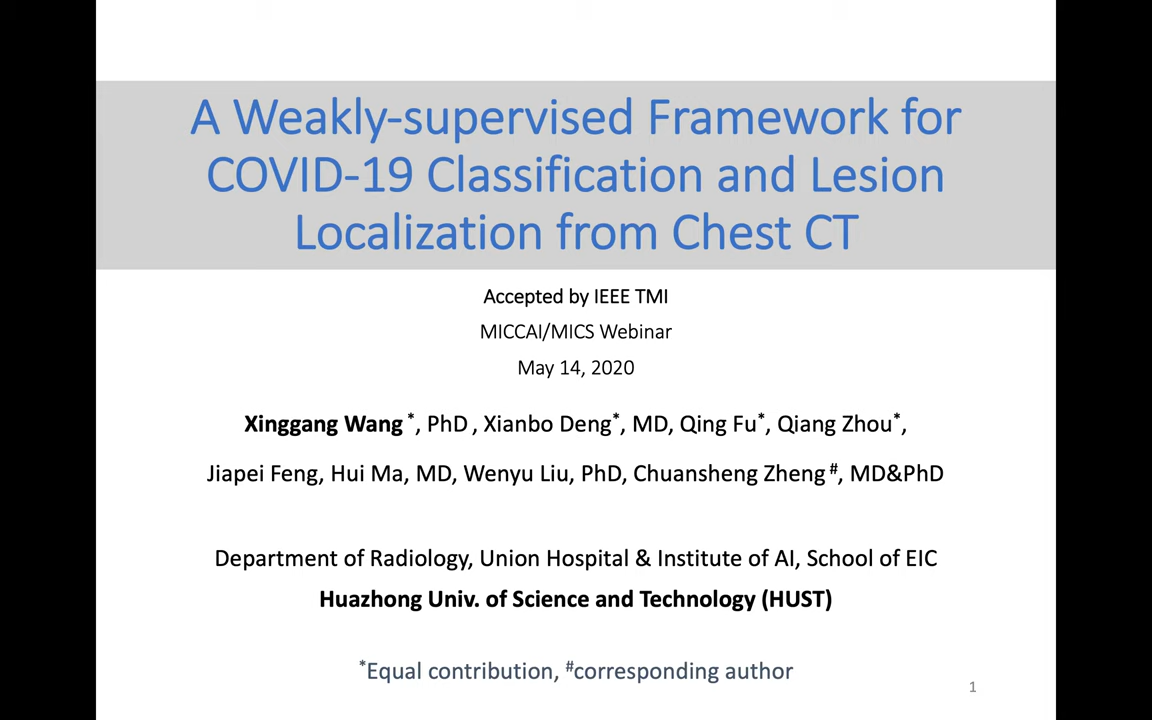 A Weakly-supervised Framework for
COVID-19 Classification and Lesion
Localization from Chest CT
Accepted by IEEE TMI
MICCAI/MICS Webinar
May 14, 2020
Xinggang Wang *, PhD , Xianbo Deng*, MD, Qing Fu*, Qiang Zhou*,
Jiapei Feng, Hui Ma, MD, Wenyu Liu, PhD, Chuansheng Zheng #, MD&PhD
Department of Radiology, Union Hospital & Institute of AI, School of EIC
Huazhong Univ. of Science and Technology (HUST)
*Equal contribution, #corresponding author
1